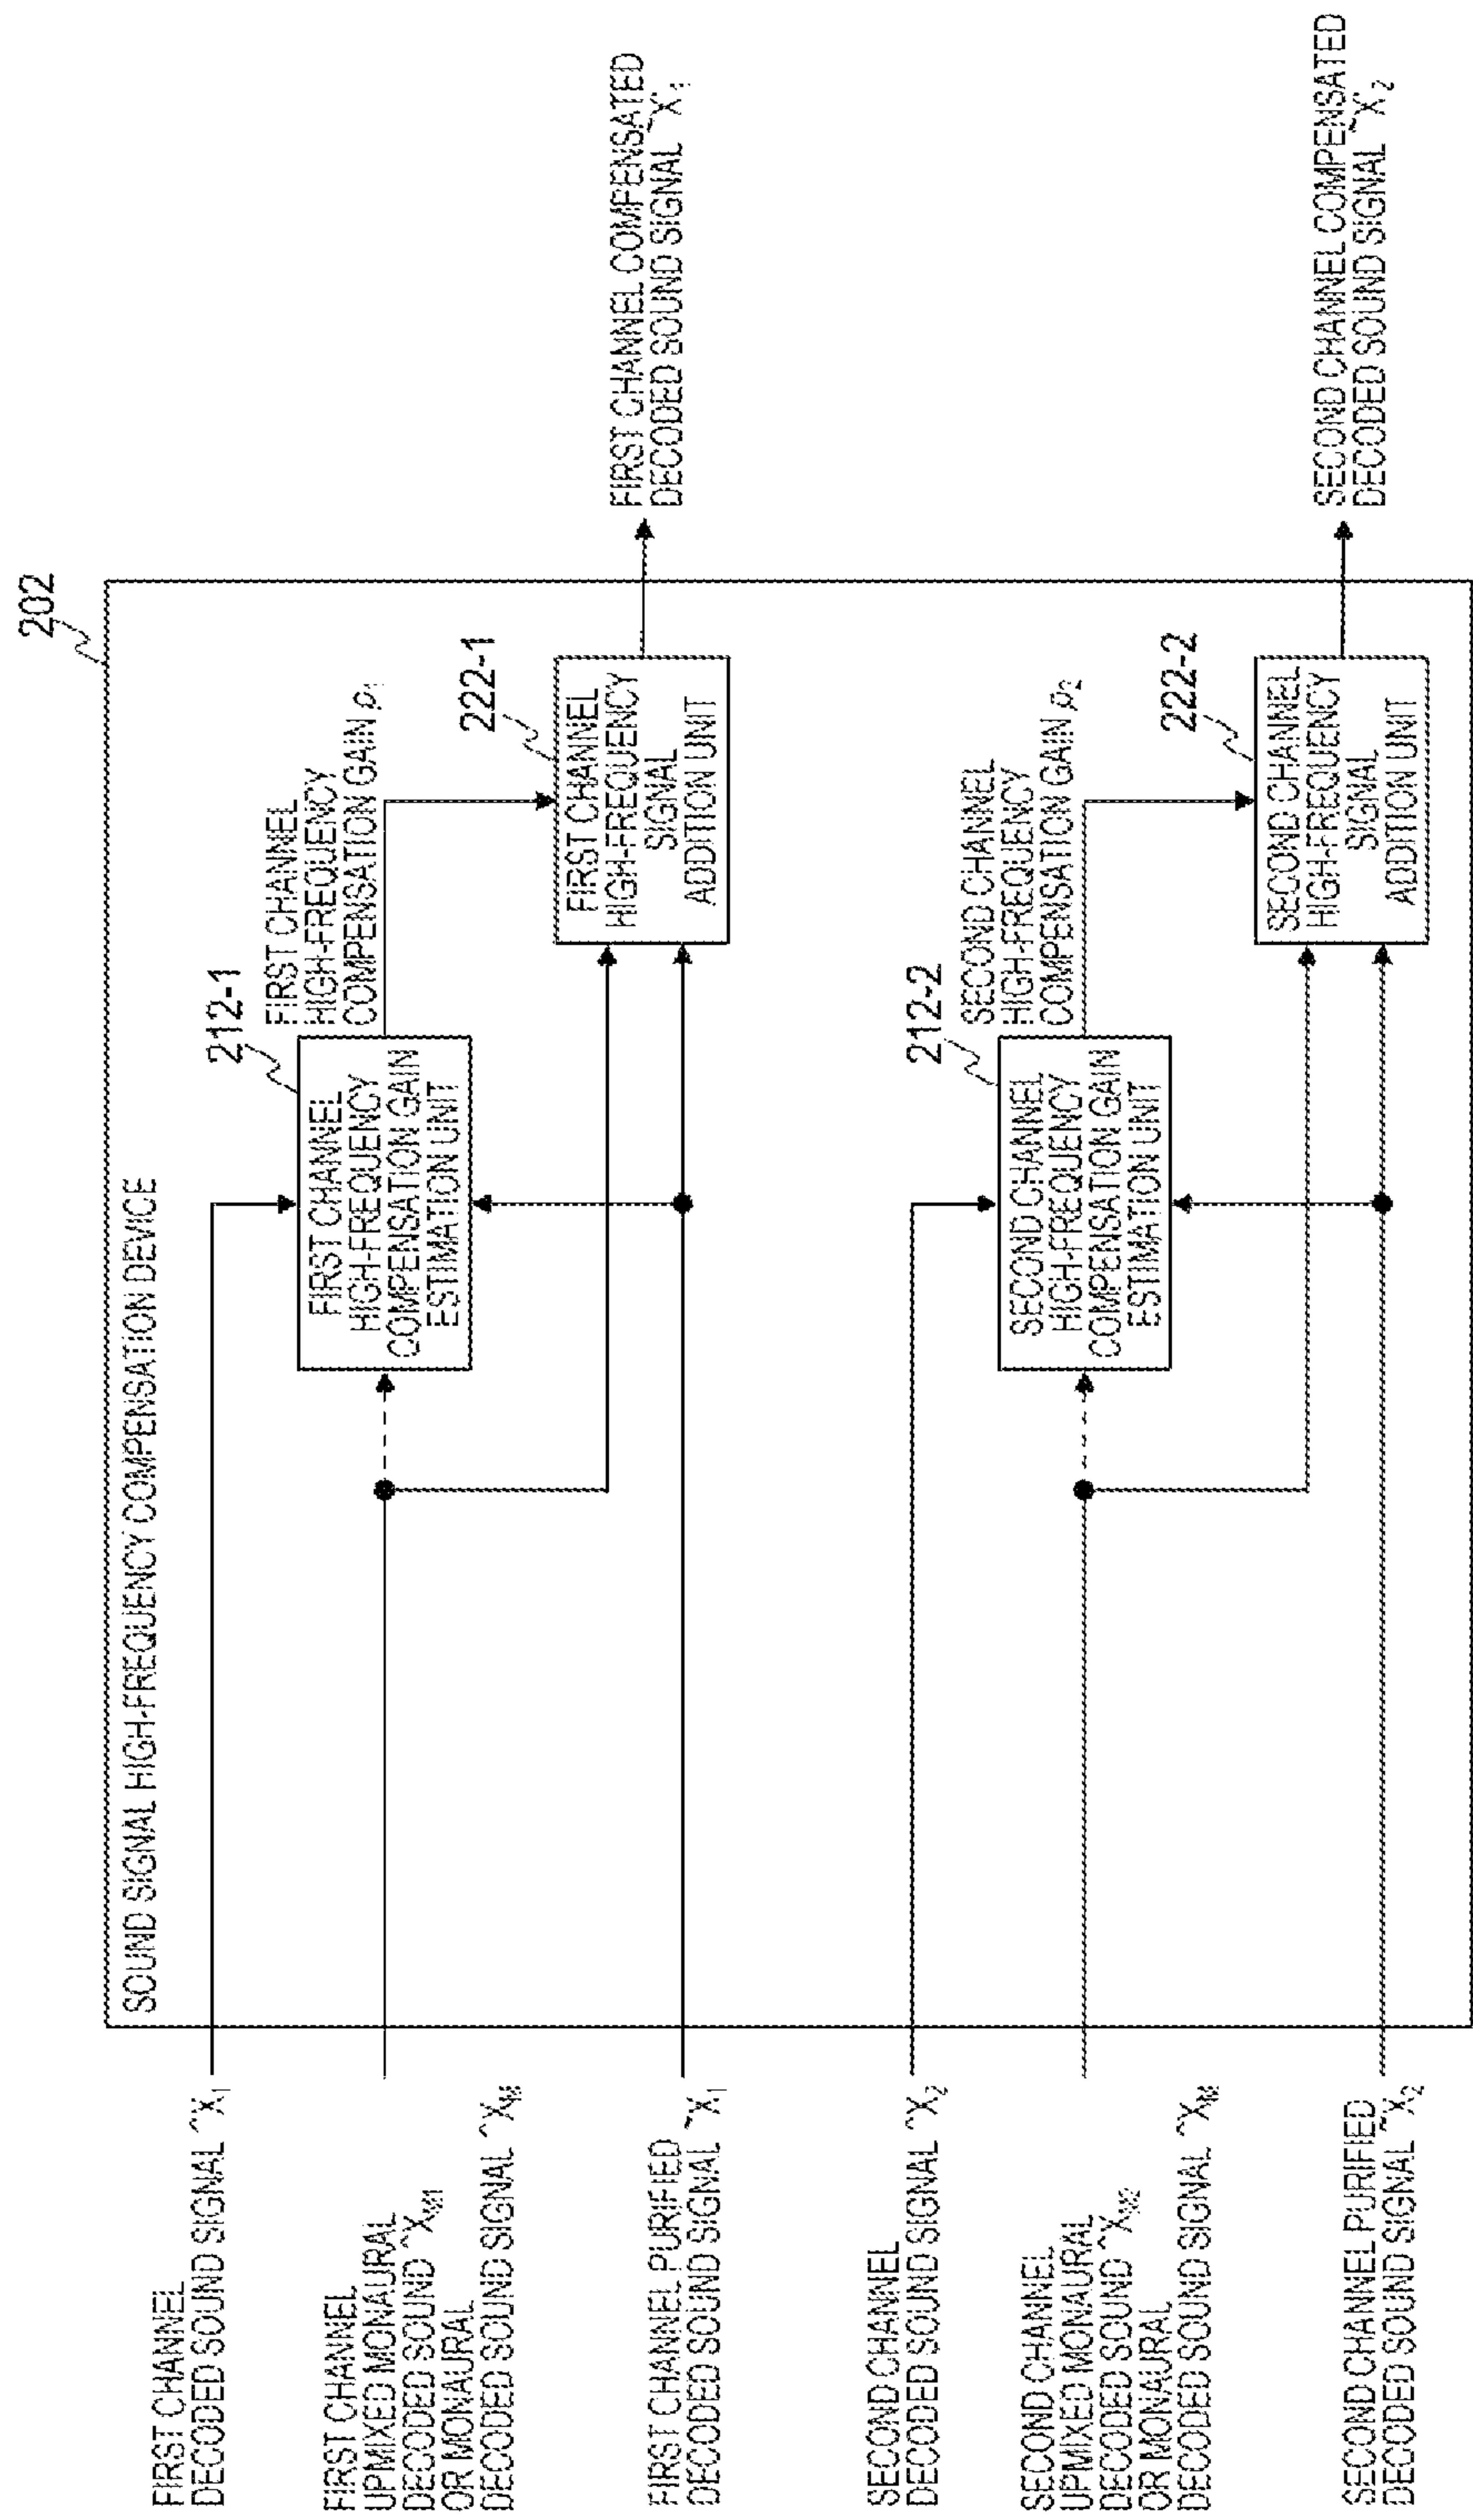 202
SOUND SIGNAL HIGH-FREQUENCY COMPENSATION DEVICE
FIRST CHANNEL
DECODED SOUND SIGNAL ^X1
FIRST CHANNEL
UPMIXED MONAURAL
DECODED SOUND ^XM1
OR MONAURAL
DECODED SOUND SIGNAL ^XM
FIRST CHANNEL PURIFIED
DECODED SOUND SIGNAL ~X1
212-1
FIRST CHANNEL
HIGH-FREQUENCY
COMPENSATION GAIN
ESTIMATION UNIT
FIRST CHANNEL
HIGH-FREQUENCY
COMPENSATION GAIN ρ1
222-1
FIRST CHANNEL
HIGH-FREQUENCY
SIGNAL
ADDITION UNIT
FIRST CHANNEL COMPENSATED
DECODED SOUND SIGNAL ~X'1
SECOND CHANNEL
DECODED SOUND SIGNAL ^X2
SECOND CHANNEL
UPMIXED MONAURAL
DECODED SOUND ^XM2
OR MONAURAL
DECODED SOUND SIGNAL ^XM
SECOND CHANNEL PURIFIED
DECODED SOUND SIGNAL ~X2
212-2
SECOND CHANNEL
HIGH-FREQUENCY
COMPENSATION GAIN
ESTIMATION UNIT
SECOND CHANNEL
HIGH-FREQUENCY
COMPENSATION GAIN ρ2
222-2
SECOND CHANNEL
HIGH-FREQUENCY
SIGNAL
ADDITION UNIT
SECOND CHANNEL COMPENSATED
DECODED SOUND SIGNAL ~X'2